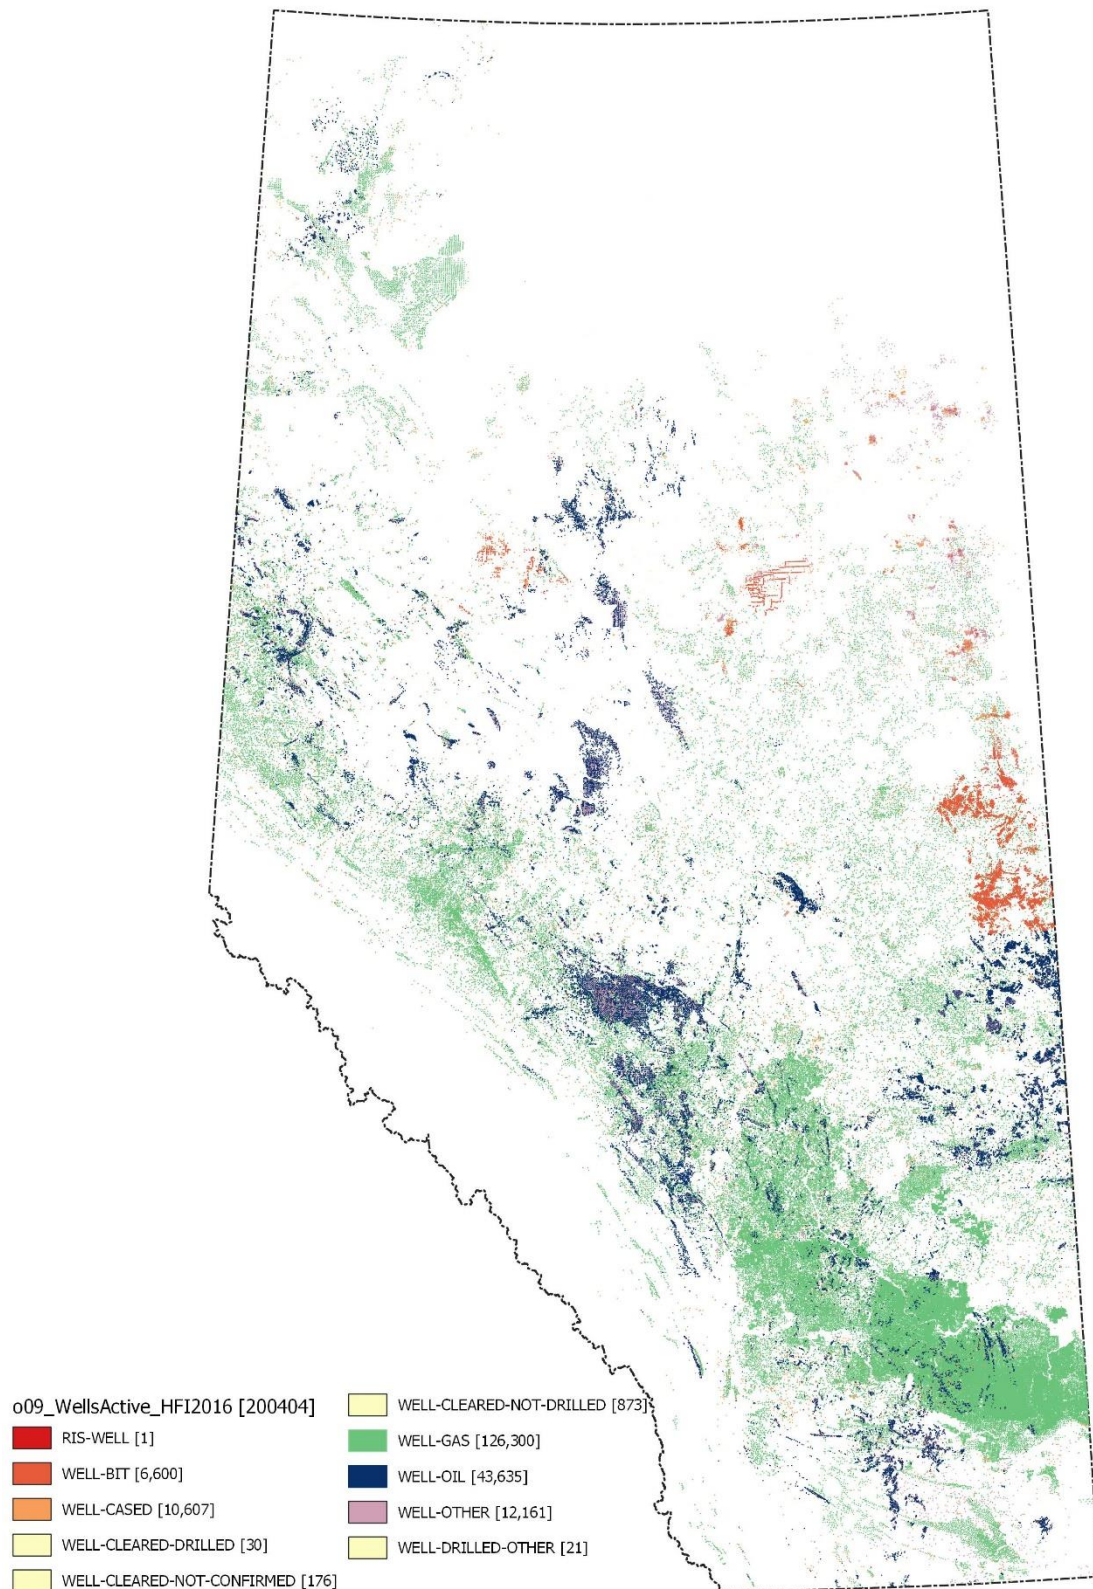 o09_WellsActive_HFI2016 [200404]
RIS-WELL [1]
WELL-BIT [6,600]
WELL-CASED [10,607]
WELL-CLEARED-DRILLED [30]
WELL-CLEARED-NOT-CONFIRMED [176]
WELL-CLEARED-NOT-DRILLED [873]
WELL-GAS [126,300]
WELL-OIL [43,635]
WELL-OTHER [12,161]
WELL-DRILLED-OTHER [21]